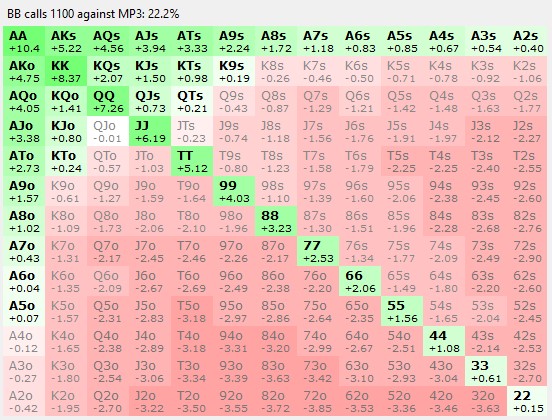 BB calls 1100 against MP3: 22.2%
AA AKs AQs AJs ATs A9s A8s A7s A6s A5s A4s A3s A2s
+10.4 +5.22 +4.56 +3.94 +3.33 +2.24 +1.72 +1.18 +0.83 +0.85 +0.67 +0.54 +0.40
AKo KK KQs KJs KTs K9s K8s K7s K6s K5s K4s K3s K2s
+4.75 +8.37 +2.07 +1.50 +0.98 +0.19 -0.26 -0.46 -0.50 -0.71 -0.78 -0.92 -1.06
AQo KQo QQ QJs QTs Q9s Q8s Q7s Q6s Q5s Q4s Q3s Q2s
+4.05 +1.41 +7.26 +0.73 +0.21 -0.43 -0.87 -1.29 -1.21 -1.42 -1.48 -1.63 -1.77
AJo KJo QJo JJ JTs J9s J8s J7s J6s J5s J4s J3s J2s
+3.38 +0.80 -0.01 +6.19 -0.23 -0.74 -1.18 -1.56 -1.76 -1.91 -1.97 -2.12 -2.27
ATo KTo QTo JTo TT T9s T8s T7s T6s T5s T4s T3s T2s
+2.73 +0.24 -0.57 -1.03 +5.12 -0.80 -1.23 -1.58 -1.79 -2.25 -2.25 -2.40 -2.55
A9o K9o Q9o J9o T9o 99 98s 97s 96s 95s 94s 93s 92s
+1.57 -0.61 -1.27 -1.59 -1.64 +4.03 -1.10 -1.39 -1.60 -2.06 -2.38 -2.45 -2.60
A8o K8o Q8o J8o T8o 98o 88 87s 86s 85s 84s 83s 82s
+1.02 -1.09 -1.73 -2.06 -2.10 -1.96 +3.23 -1.30 -1.51 -1.96 -2.28 -2.68 -2.76
A7o K7o Q7o J7o T7o 97o 87o 77 76s 75s 74s 73s 72s
+0.43 -1.31 -2.17 -2.45 -2.46 -2.26 -2.17 +2.53 -1.34 -1.77 -2.09 -2.49 -2.90
A6o K6o Q6o J6o T6o 96o 86o 76o 66 65s 64s 63s 62s
+0.04 -1.35 -2.09 -2.67 -2.69 -2.49 -2.38 -2.20 +2.06 -1.49 -1.80 -2.20 -2.60
A5o K5o Q5o J5o T5o 95o 85o 75o 65o 55 54s 53s 52s
+0.07 -1.57 -2.31 -2.83 -3.18 -2.97 -2.86 -2.64 -2.35 +1.56 -1.65 -2.04 -2.45
A4o K4o Q4o J4o T4o 94o 84o 74o 64o 54o 44 43s 42s
-0.12 -1.65 -2.38 -2.89 -3.18 -3.31 -3.20 -2.99 -2.67 -2.51 +1.08 -2.14 -2.53
A3o K3o Q3o J3o T3o 93o 83o 73o 63o 53o 43o 33 32s
-0.27 -1.80 -2.54 -3.06 -3.34 -3.39 -3.63 -3.42 -3.10 -2.93 -3.04 +0.61 -2.70
A2o K2o Q2o J2o T2o 92o 82o 72o 62o 52o 42o 32o 22
-0.42 -1.95 -2.70 -3.22 -3.50 -3.55 -3.72 -3.85 -3.53 -3.36 -3.46 -3.63 +0.15